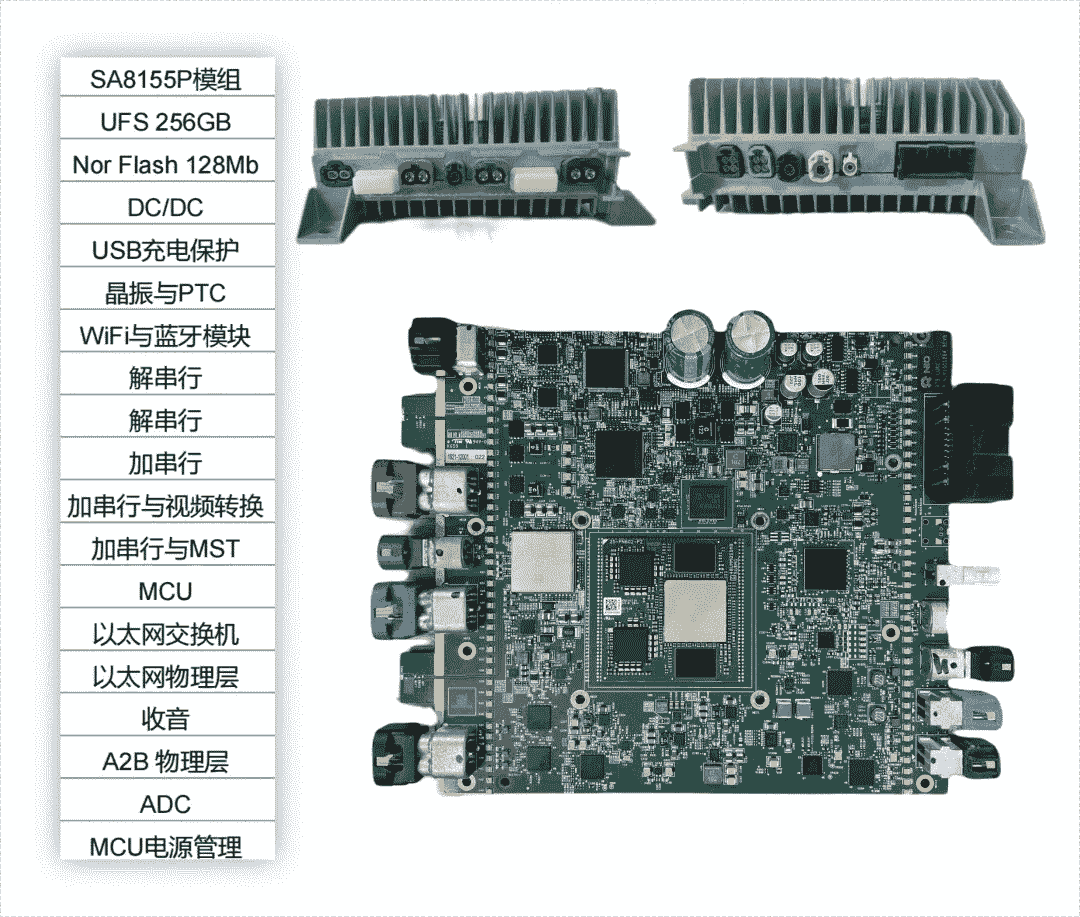 SA8155P模组
UFS 256GB
Nor Flash 128Mb
DC/DC
USB充电保护
晶振与PTC
WiFi与蓝牙模块
解串行
解串行
加串行
加串行与视频转换
加串行与MST
MCU
以太网交换机
以太网物理层
收音
A2B 物理层
ADC
MCU电源管理
NIO